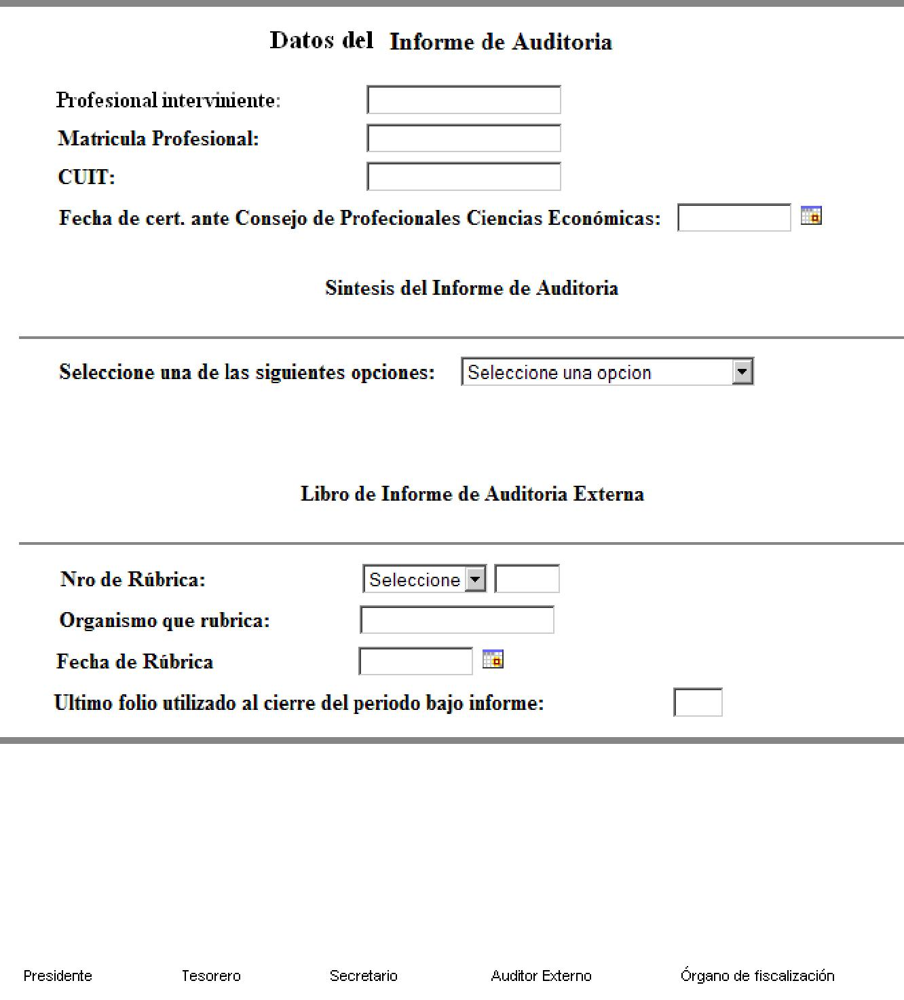 Datos del Informe de Auditoria
Profesional interviniente:
Matricula Profesional:
CUIT:
Fecha de cert. ante Consejo de Profecionales Ciencias Económicas:
Sintesis del Informe de Auditoria
Seleccione una de las siguientes opciones: Seleccione una opcion
Libro de Informe de Auditoria Externa
Nro de Rúbrica: Seleccione
Organismo que rubrica:
Fecha de Rúbrica
Ultimo folio utilizado al cierre del periodo bajo informe:
Presidente Tesorero Secretario Auditor Externo Órgano de fiscalización